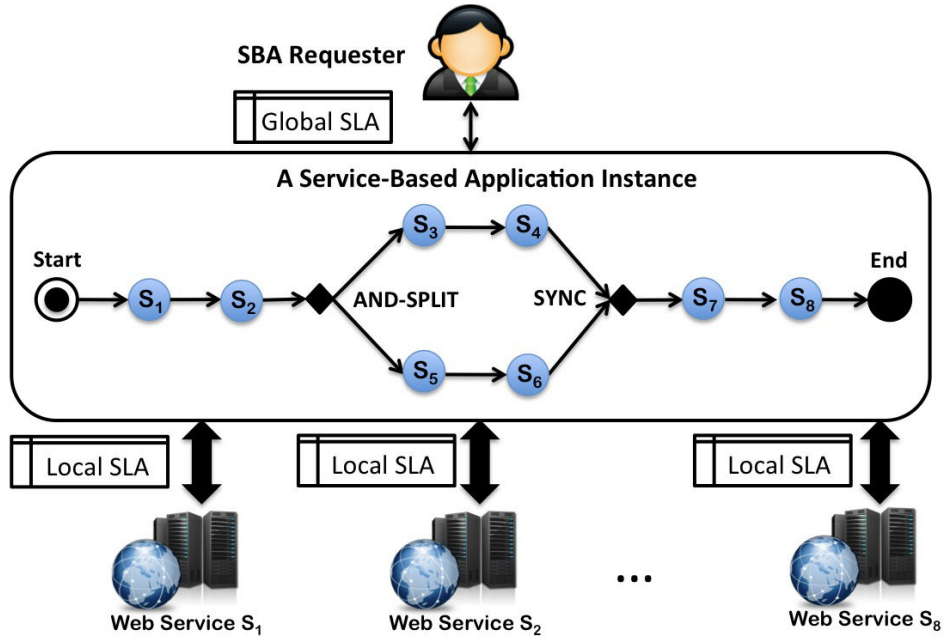 SBA Requester
Global SLA
A Service-Based Application Instance
S3 S4
Start End
S1 S2 AND-SPLIT SYNC S7 S8
S5 S6
Local SLA Local SLA Local SLA
...
Web Service S1 Web Service S2 Web Service S8